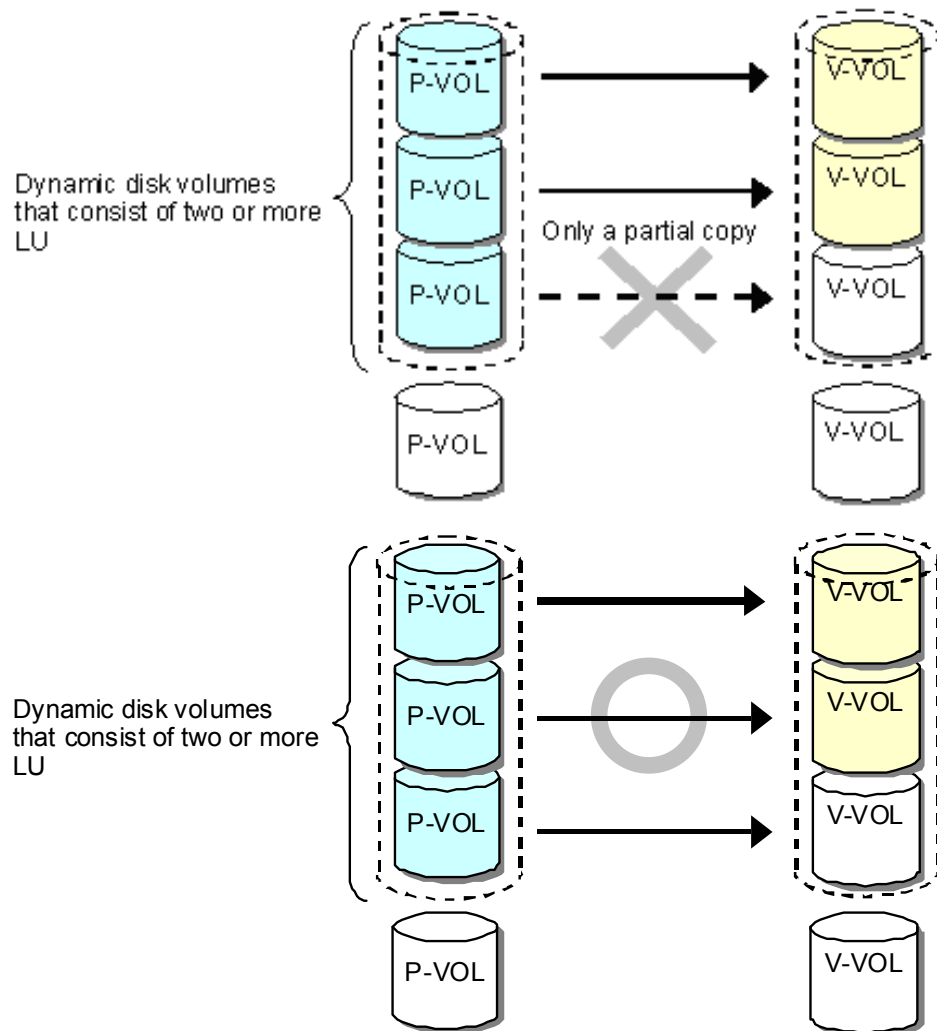 P-VOL
V-VOL
P-VOL
V-VOL
Dynamic disk volumes
that consist of two or more
LU
Only a partial copy
P-VOL
V-VOL
P-VOL
V-VOL
P-VOL
V-VOL
Dynamic disk volumes
that consist of two or more
LU
P-VOL
V-VOL
P-VOL
V-VOL
P-VOL
V-VOL